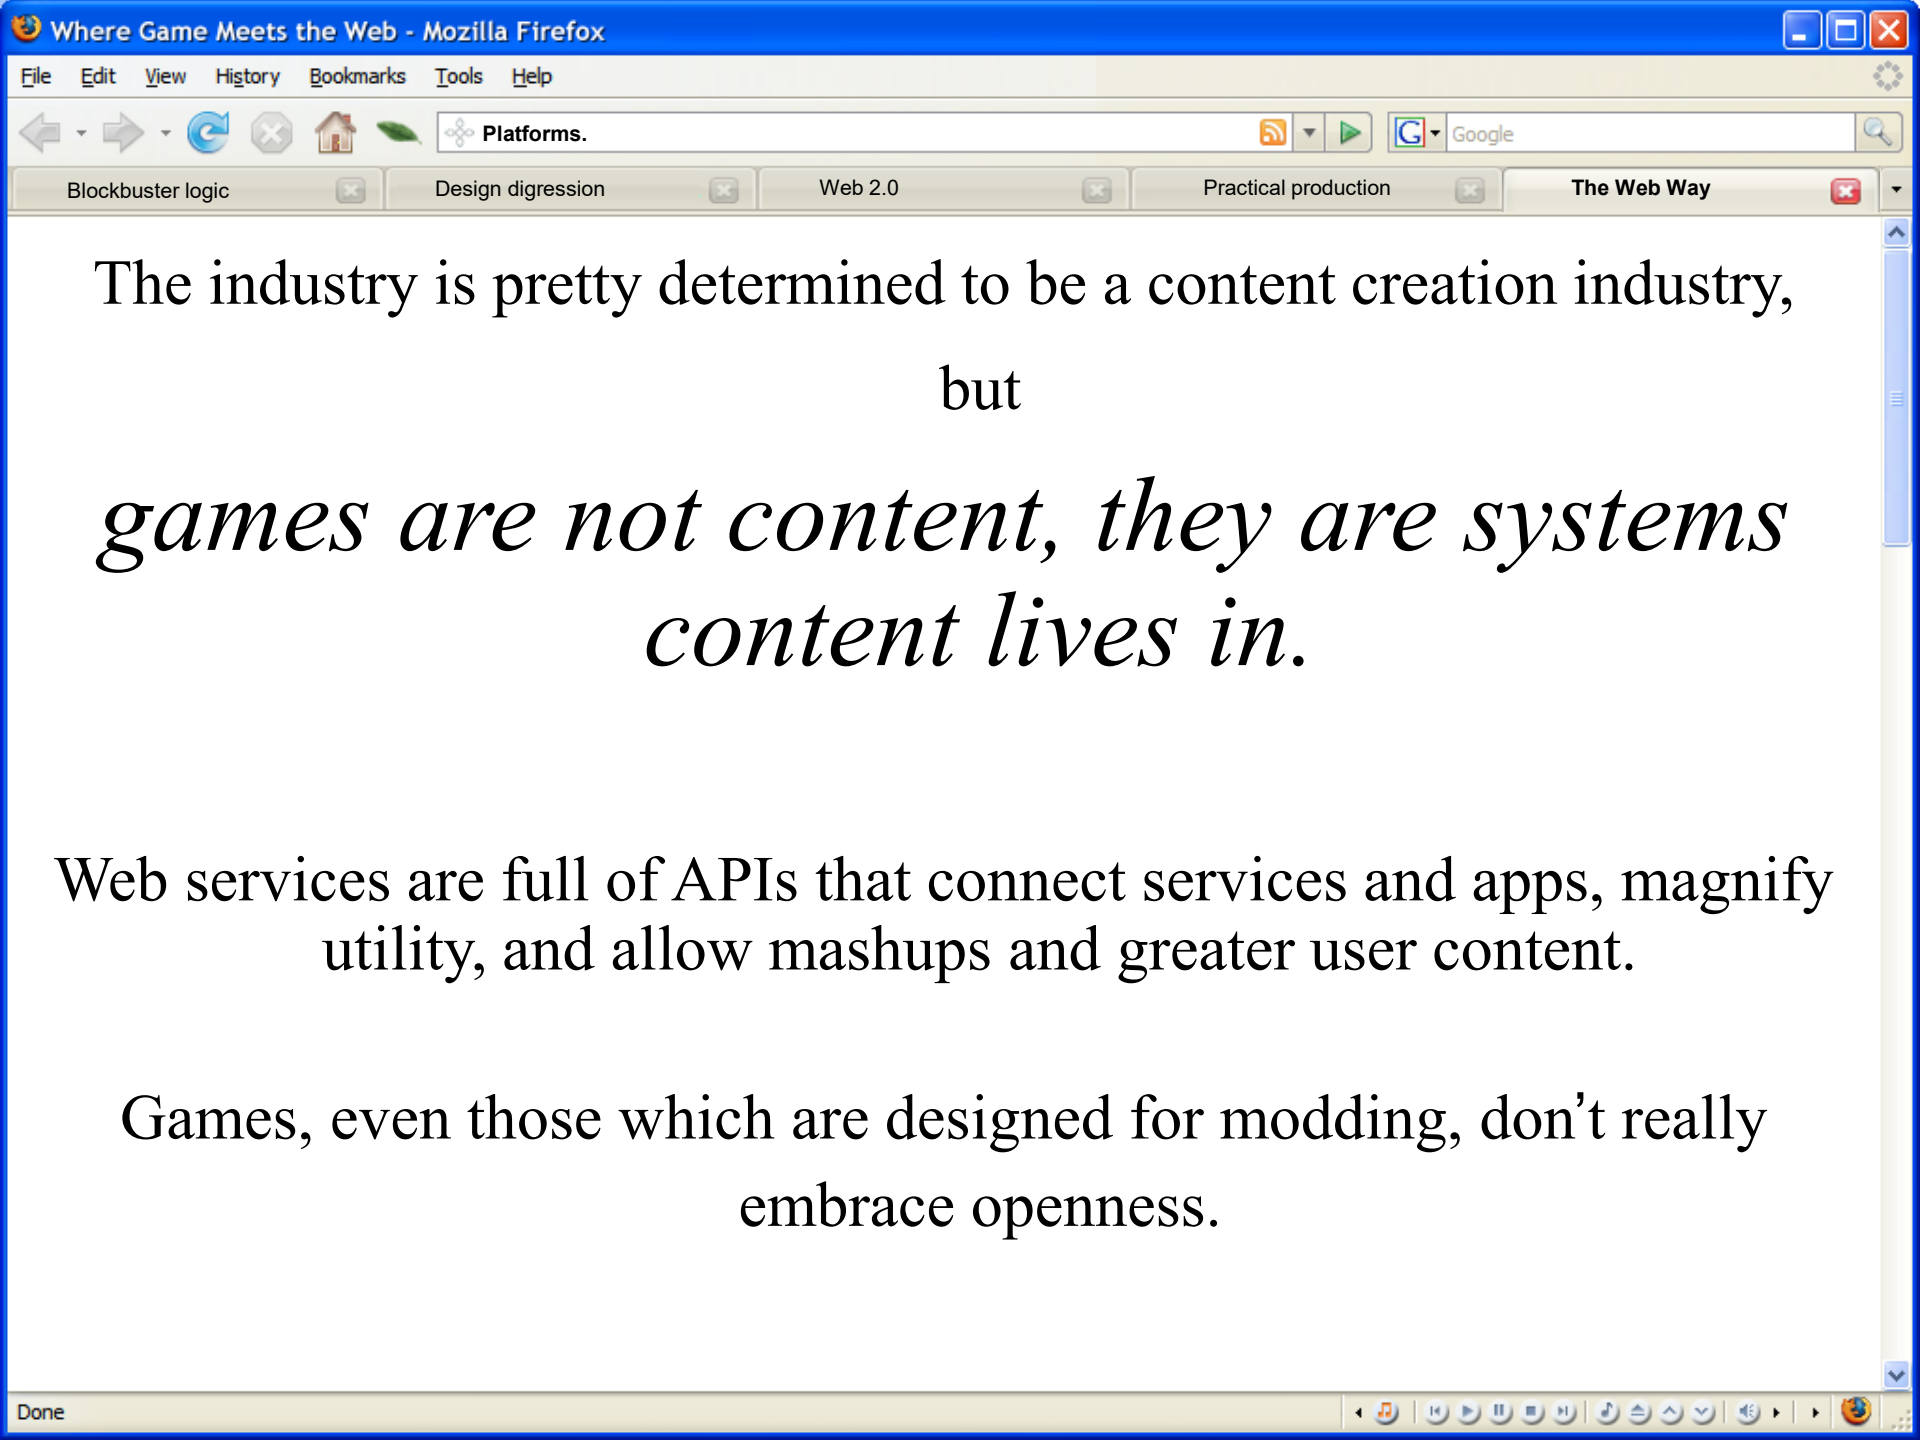 Where Game Meets the Web - Mozilla Firefox
File Edit View History Bookmarks Tools Help
Platforms. G Google
Blockbuster logic Design digression Web 2.0 Practical production The Web Way
The industry is pretty determined to be a content creation industry,
but
games are not content, they are systems
content lives in.
Web services are full of APIs that connect services and apps, magnify
utility, and allow mashups and greater user content.
Games, even those which are designed for modding, don’t really
embrace openness.
Done